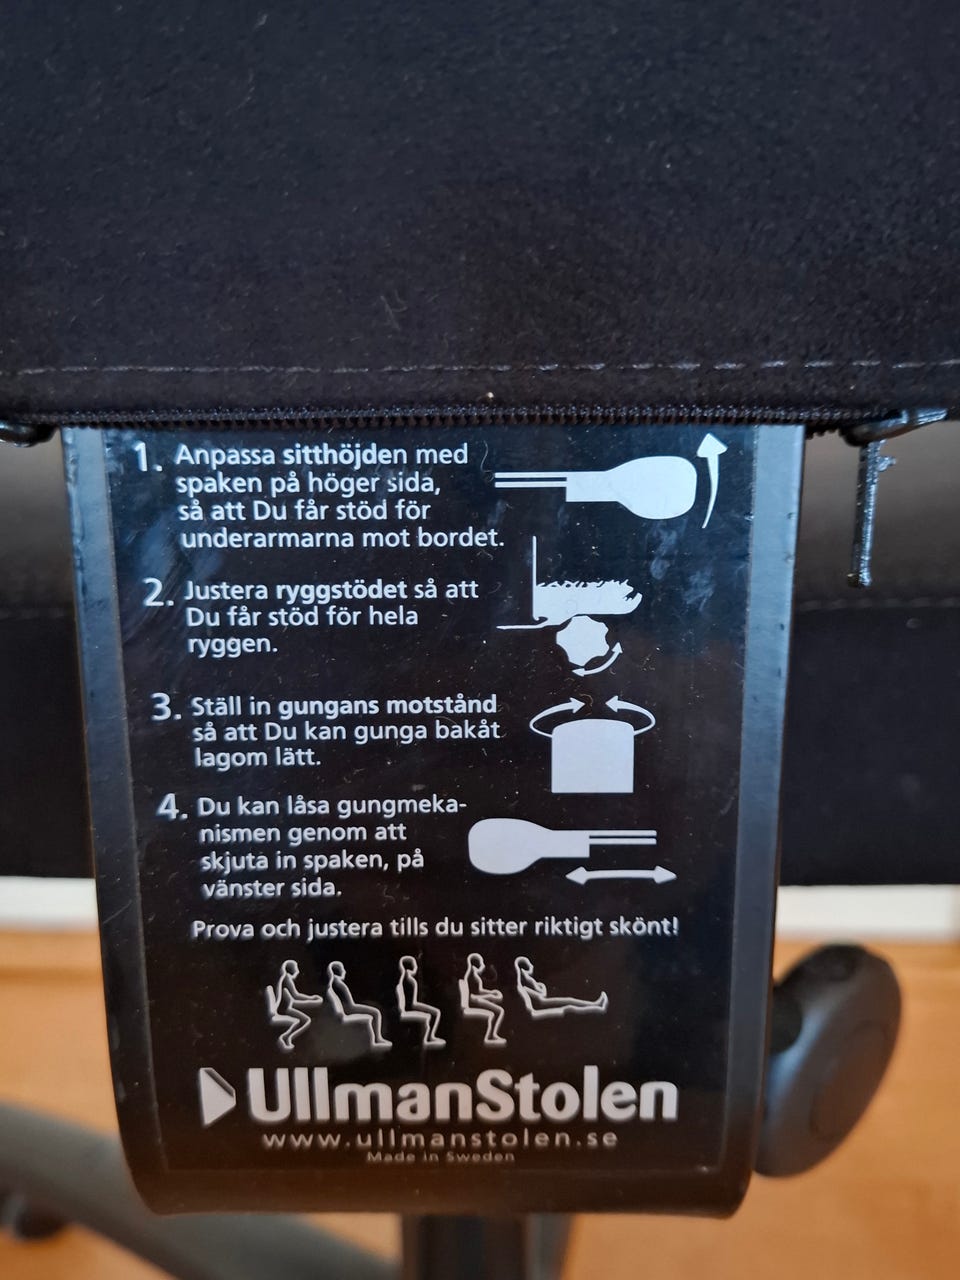 1. Anpassa sitthöjden med
spaken på höger sida,
så att Du får stöd för
underarmarna mot bordet.
2. Justera ryggstödet så att
Du får stöd för hela
ryggen.
3. Ställ in gungans motstånd
så att Du kan gunga bakåt
lagom lätt.
4. Du kan låsa gungmeka-
nismen genom att
skjuta in spaken, på
vänster sida.
Prova och justera tills du sitter riktigt skönt!
UllmanStolen
www.ullmanstolen.se
Made in Sweden